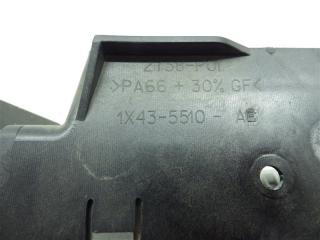 >PA66 + 30% GF<
1X43-5510- AE